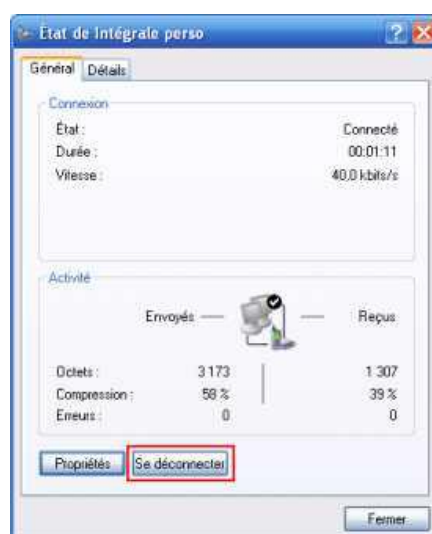 État de Intégrale perso
Général Détails
Connexion
État : Connecté
Durée : 00:01:11
Vitesse : 40,0 kbits/s
Activité
Envoyés — — Reçus
Octets : 3 173 1 307
Compression : 58 % 39 %
Erreurs : 0 0
Propriétés Se déconnecter
Fermer